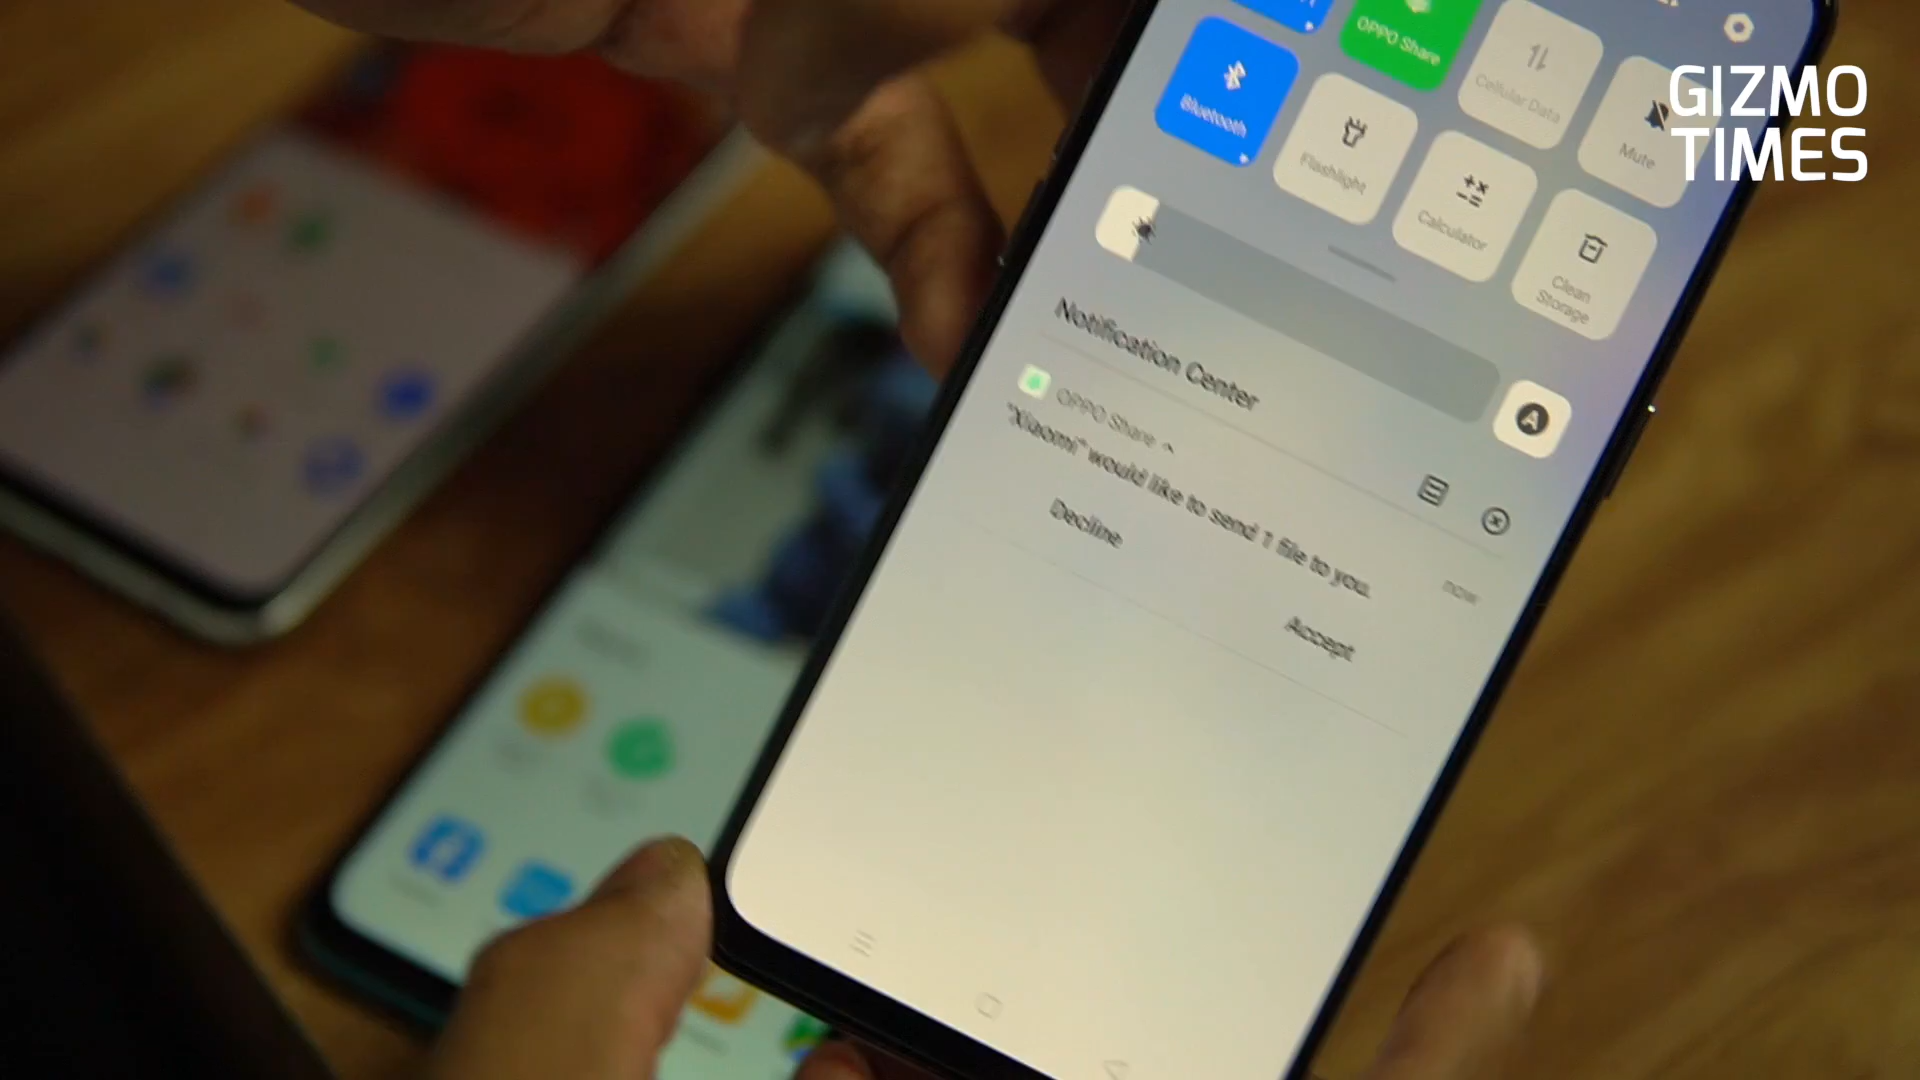 OPPO Share
Cellular Data
Mute
Bluetooth
Flashlight
Calculator
Clean
Storage
A
Notification Center
OPPO Share
now
"Xiaomi" would like to send 1 file to you.
Decline
Accept
GIZMO
TIMES